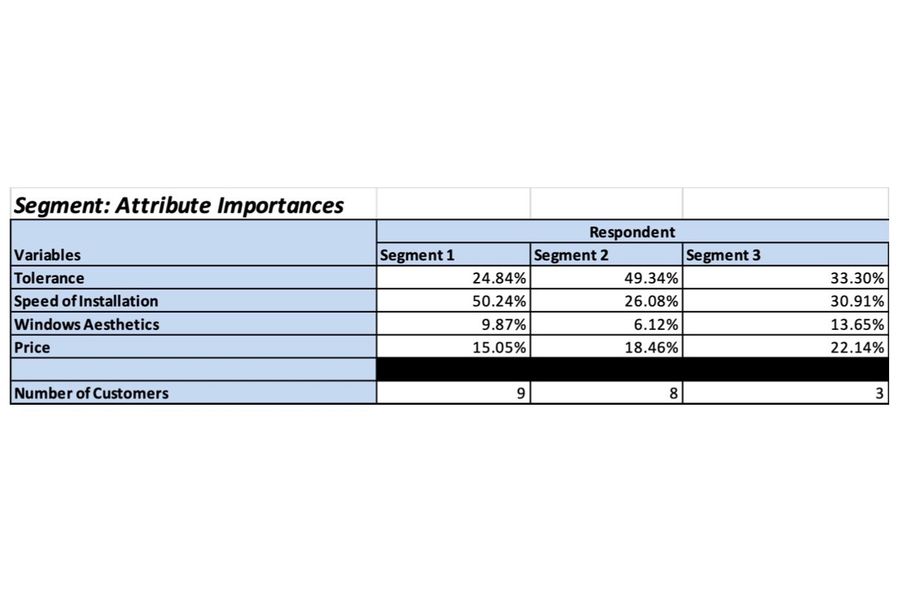 Segment: Attribute Importances
Respondent
Variables Segment 1 Segment 2 Segment 3
Tolerance 24.84% 49.34% 33.30%
Speed of Installation 50.24% 26.08% 30.91%
Windows Aesthetics 9.87% 6.12% 13.65%
Price 15.05% 18.46% 22.14%
Number of Customers 9 8 3